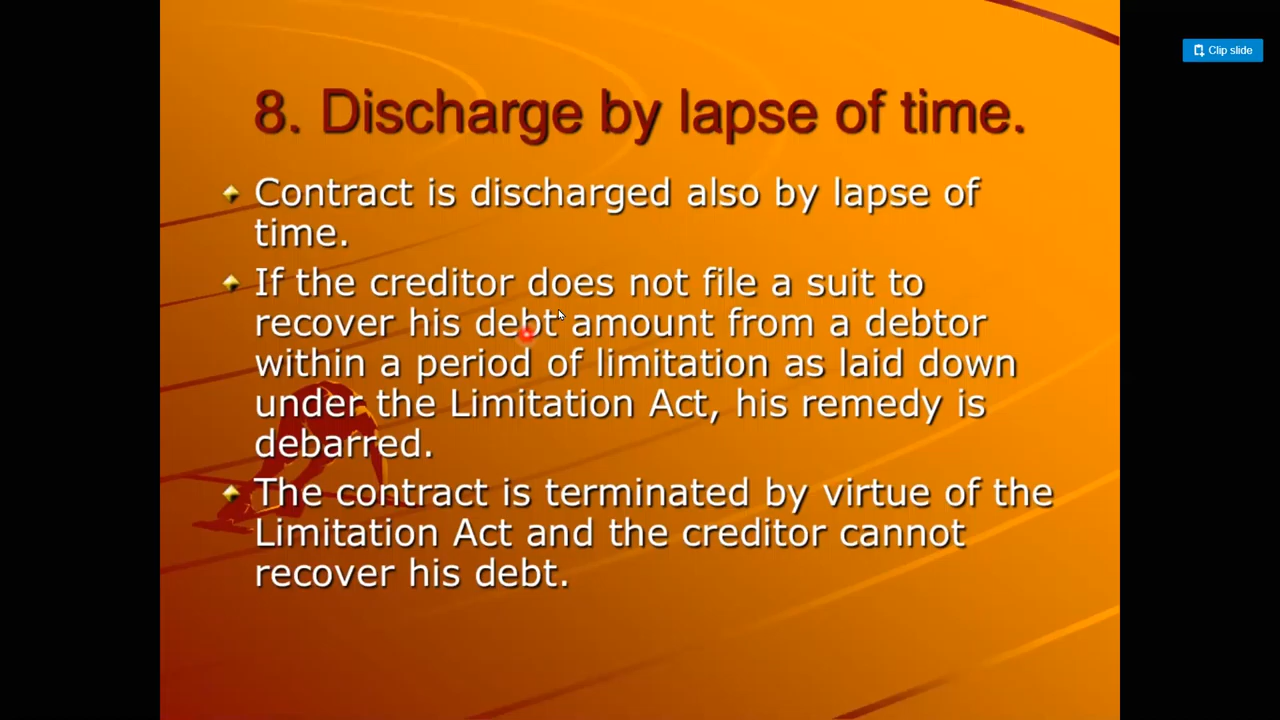 Clip slide
8. Discharge by lapse of time.
Contract is discharged also by lapse of
time.
If the creditor does not file a suit to
recover his debt amount from a debtor
within a period of limitation as laid down
under the Limitation Act, his remedy is
debarred.
The contract is terminated by virtue of the
Limitation Act and the creditor cannot
recover his debt.